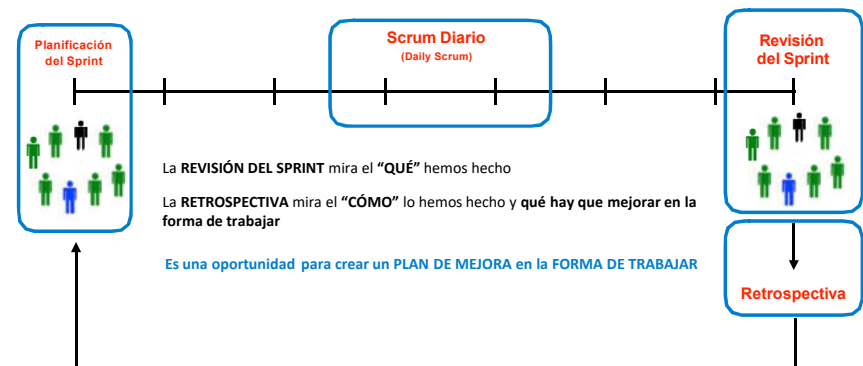 Planificación
del Sprint
Scrum Diario
(Daily Scrum)
Revisión
del Sprint
La REVISIÓN DEL SPRINT mira el “QUÉ” hemos hecho
La RETROSPECTIVA mira el “CÓMO” lo hemos hecho y qué hay que mejorar en la
forma de trabajar
Es una oportunidad para crear un PLAN DE MEJORA en la FORMA DE TRABAJAR
Retrospectiva